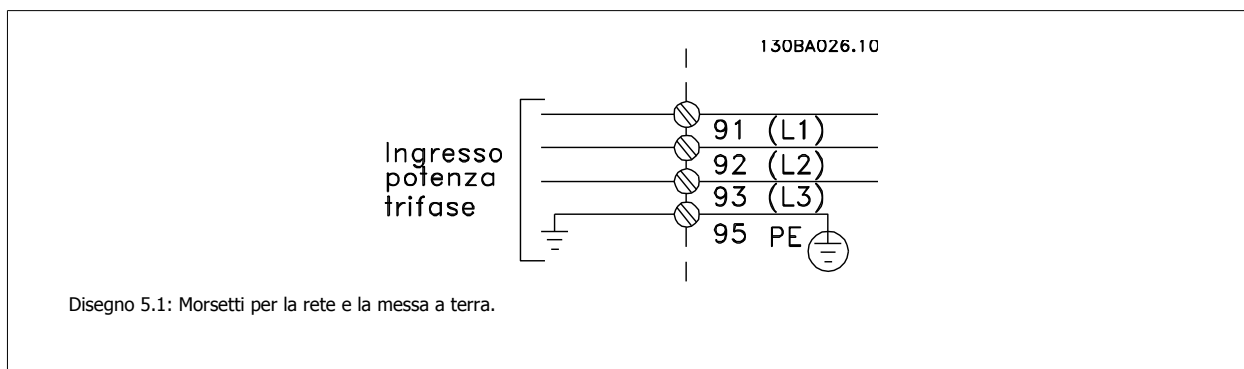 130BA026.10
Ingresso
potenza
trifase
91 (L1)
92 (L2)
93 (L3)
95 PE
Disegno 5.1: Morsetti per la rete e la messa a terra.